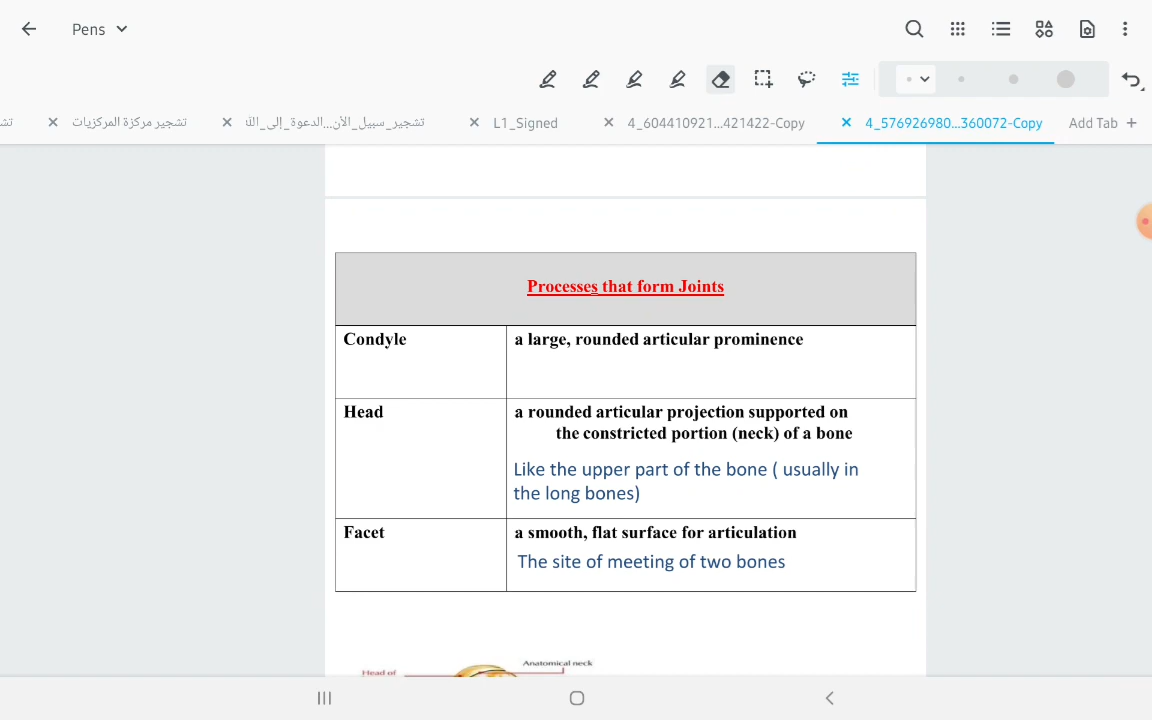 Pens
تشجير مركزة المركزيات
تشجير_سبيل_الأن...الدعوة_إلى_الله
L1_Signed
4_604410921...421422-Copy
4_576926980...360072-Copy
Add Tab +
Processes that form Joints
Condyle
a large, rounded articular prominence
Head
a rounded articular projection supported on
the constricted portion (neck) of a bone
Like the upper part of the bone ( usually in
the long bones)
Facet
a smooth, flat surface for articulation
The site of meeting of two bones
Anatomical neck
Head of